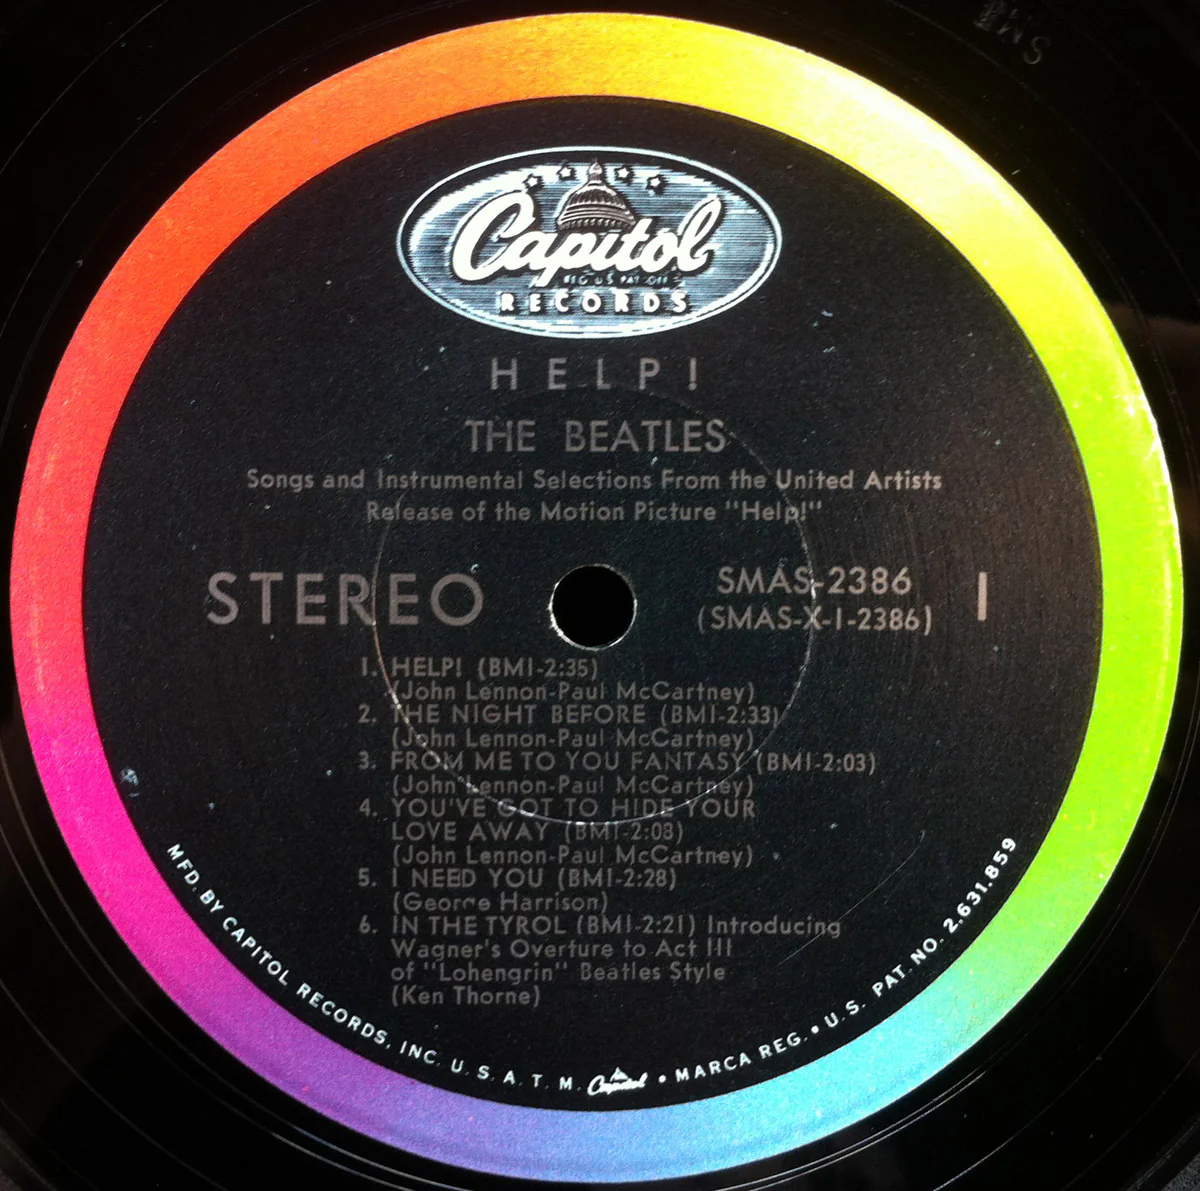 Capitol
REG. U.S. PAT. OFF.
RECORDS
HELP!
THE BEATLES
Songs and Instrumental Selections From the United Artists
Release of the Motion Picture "Help!"
STEREO
SMAS-2386
(SMAS-X-1-2386)
1
1. HELP! (BMI-2:35)
(John Lennon-Paul McCartney)
2. THE NIGHT BEFORE (BMI-2:33)
(John Lennon-Paul McCartney)
3. FROM ME TO YOU FANTASY (BMI-2:03)
(John Lennon-Paul McCartney)
4. YOU'VE GOT TO HIDE YOUR
LOVE AWAY (BMI-2:08)
(John Lennon-Paul McCartney)
5. I NEED YOU (BMI-2:28)
(George Harrison)
6. IN THE TYROL (BMI-2:21) Introducing
Wagner's Overture to Act III
of "Lohengrin" Beatles Style
(Ken Thorne)
MFD. BY CAPITOL RECORDS, INC. U. S. A. T. M. Capitol • MARCA REG. • U.S. PAT. NO. 2,631,859